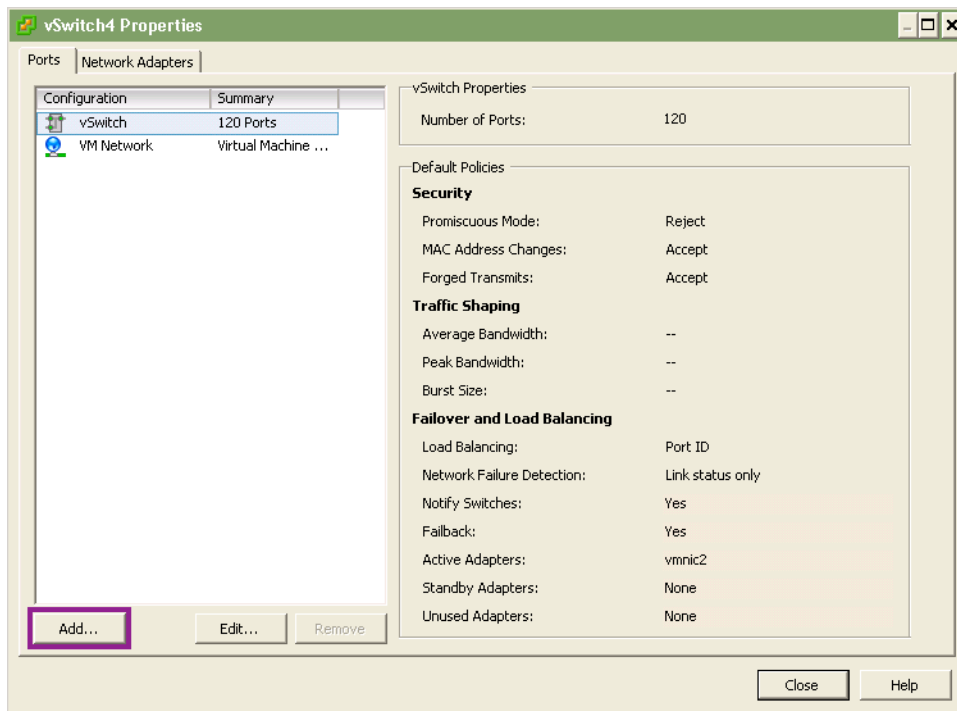 vSwitch4 Properties
Ports Network Adapters
Configuration Summary
vSwitch 120 Ports
VM Network Virtual Machine ...
vSwitch Properties
Number of Ports: 120
Default Policies
Security
Promiscuous Mode: Reject
MAC Address Changes: Accept
Forged Transmits: Accept
Traffic Shaping
Average Bandwidth: --
Peak Bandwidth: --
Burst Size: --
Failover and Load Balancing
Load Balancing: Port ID
Network Failure Detection: Link status only
Notify Switches: Yes
Failback: Yes
Active Adapters: vmnic2
Standby Adapters: None
Unused Adapters: None
Add... Edit... Remove
Close Help